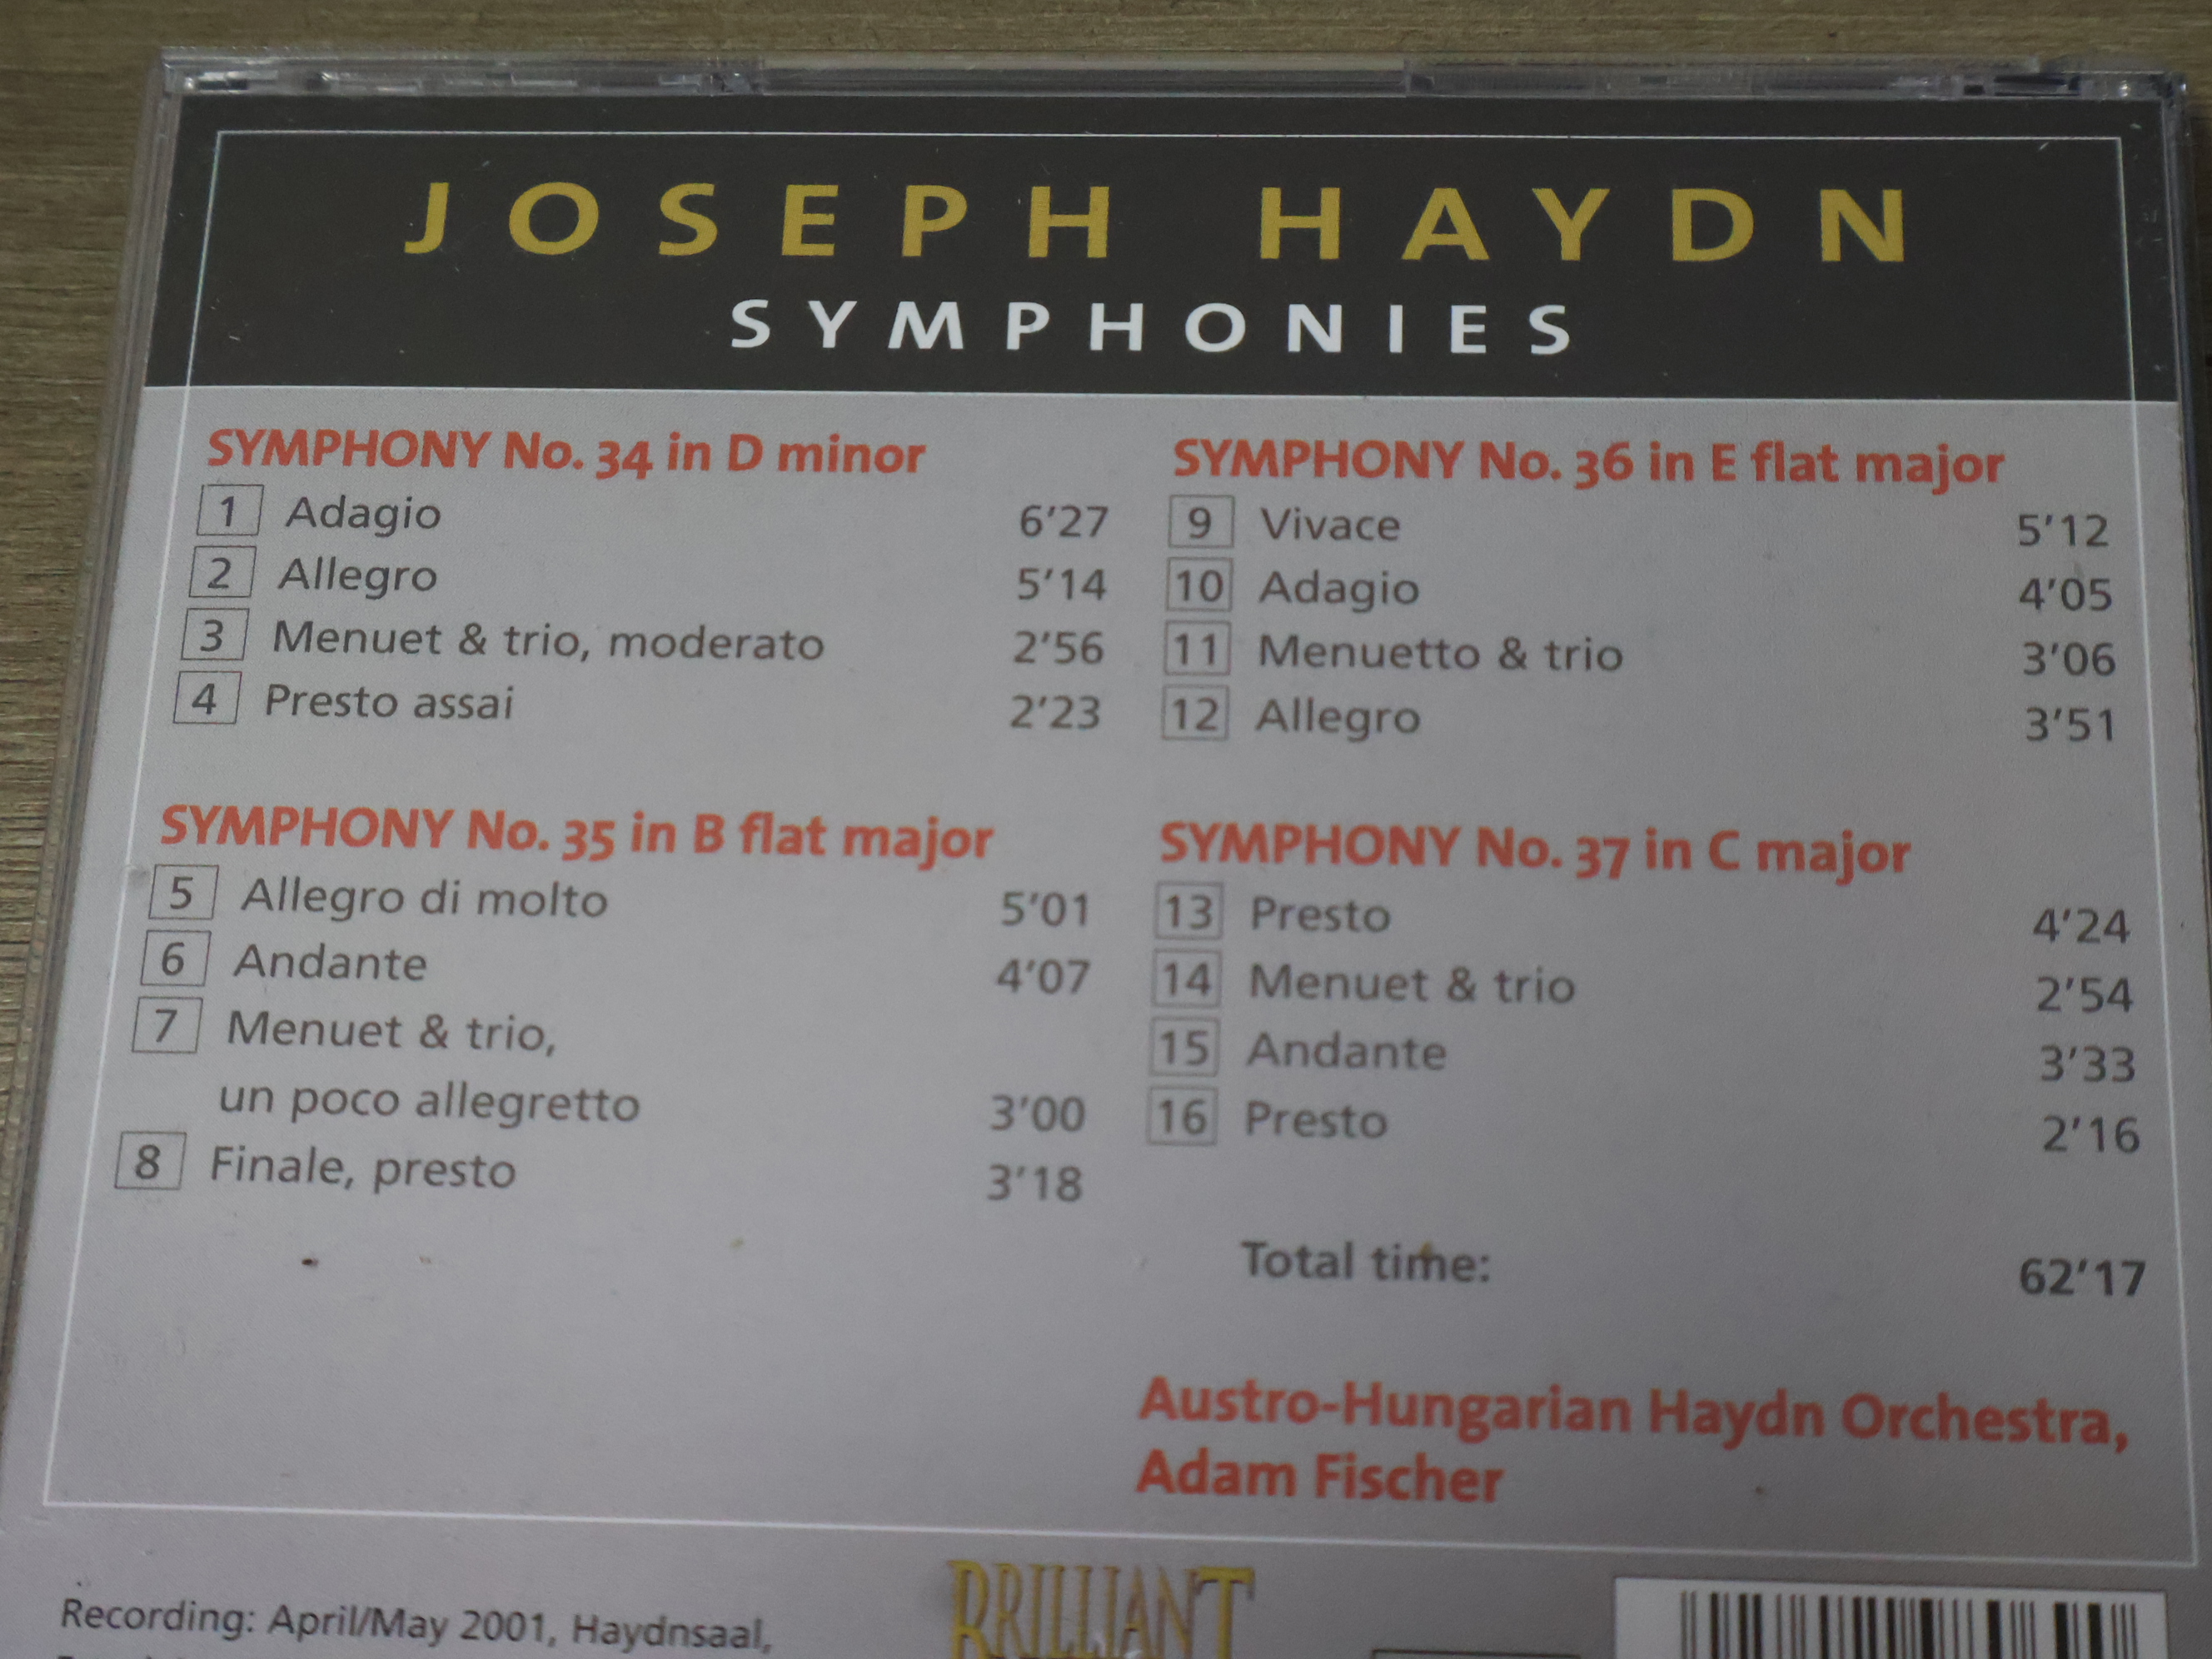 JOSEPH HAYDN
SYMPHONIES
SYMPHONY No. 34 in D minor
1 Adagio 6'27
2 Allegro 5'14
3 Menuet & trio, moderato 2'56
4 Presto assai 2'23
SYMPHONY No. 35 in B flat major
5 Allegro di molto 5'01
6 Andante 4'07
7 Menuet & trio,
un poco allegretto 3'00
8 Finale, presto 3'18
SYMPHONY No. 36 in E flat major
9 Vivace 5'12
10 Adagio 4'05
11 Menuetto & trio 3'06
12 Allegro 3'51
SYMPHONY No. 37 in C major
13 Presto 4'24
14 Menuet & trio 2'54
15 Andante 3'33
16 Presto 2'16
Total time: 62'17
Austro-Hungarian Haydn Orchestra,
Adam Fischer
Recording: April/May 2001, Haydnsaal,
BRILLIANT